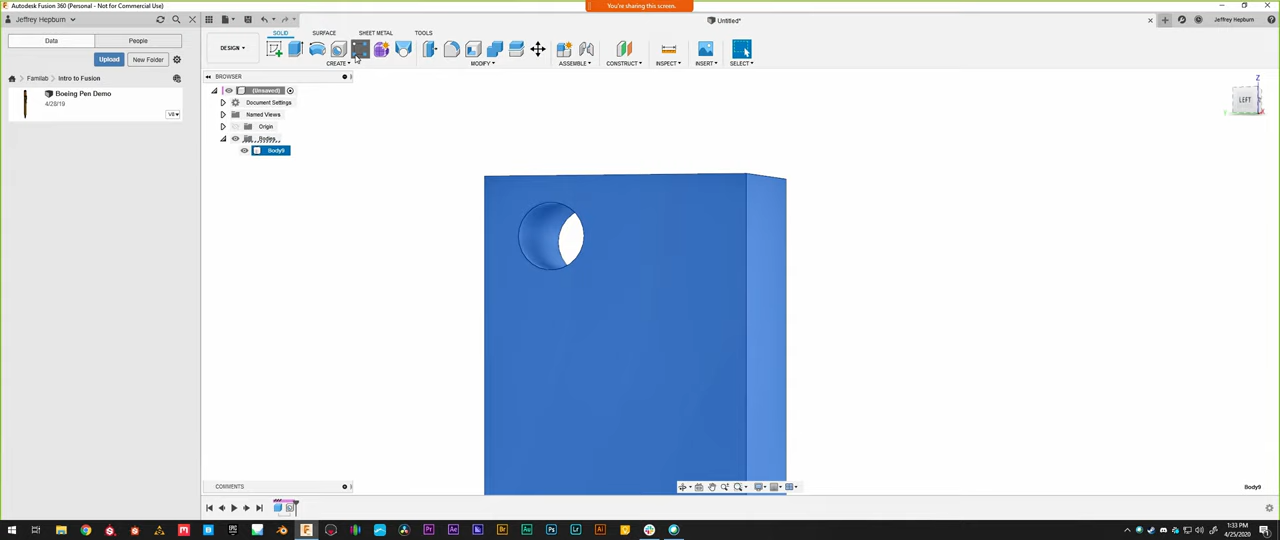 Autodesk Fusion 360 (Personal - Not for Commercial Use)
You're sharing this screen.
Jeffrey Hepburn
Untitled*
Jeffrey Hepburn
Data
People
Upload
New Folder
Familab
Intro to Fusion
Boeing Pen Demo
4/28/19
V8
DESIGN
SOLID
SURFACE
SHEET METAL
TOOLS
CREATE
MODIFY
ASSEMBLE
CONSTRUCT
INSPECT
INSERT
SELECT
BROWSER
(Unsaved)
Document Settings
Named Views
Origin
Bodies
Body9
Z
LEFT
Y
X
COMMENTS
Body9
1:33 PM
4/25/2020